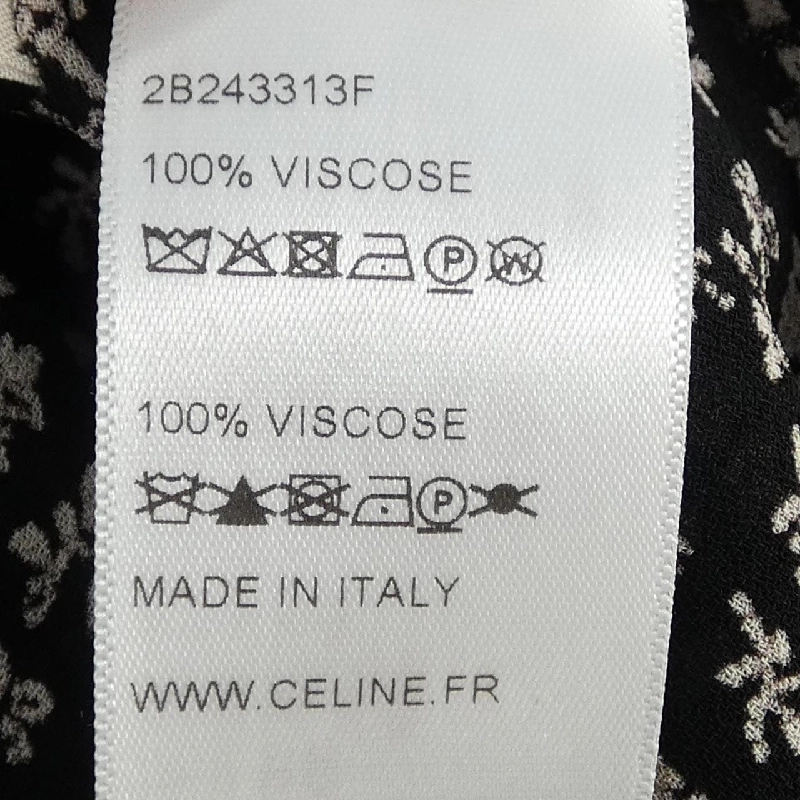 2B243313F
100% VISCOSE
P W
100% VISCOSE
P
MADE IN ITALY
WWW.CELINE.FR